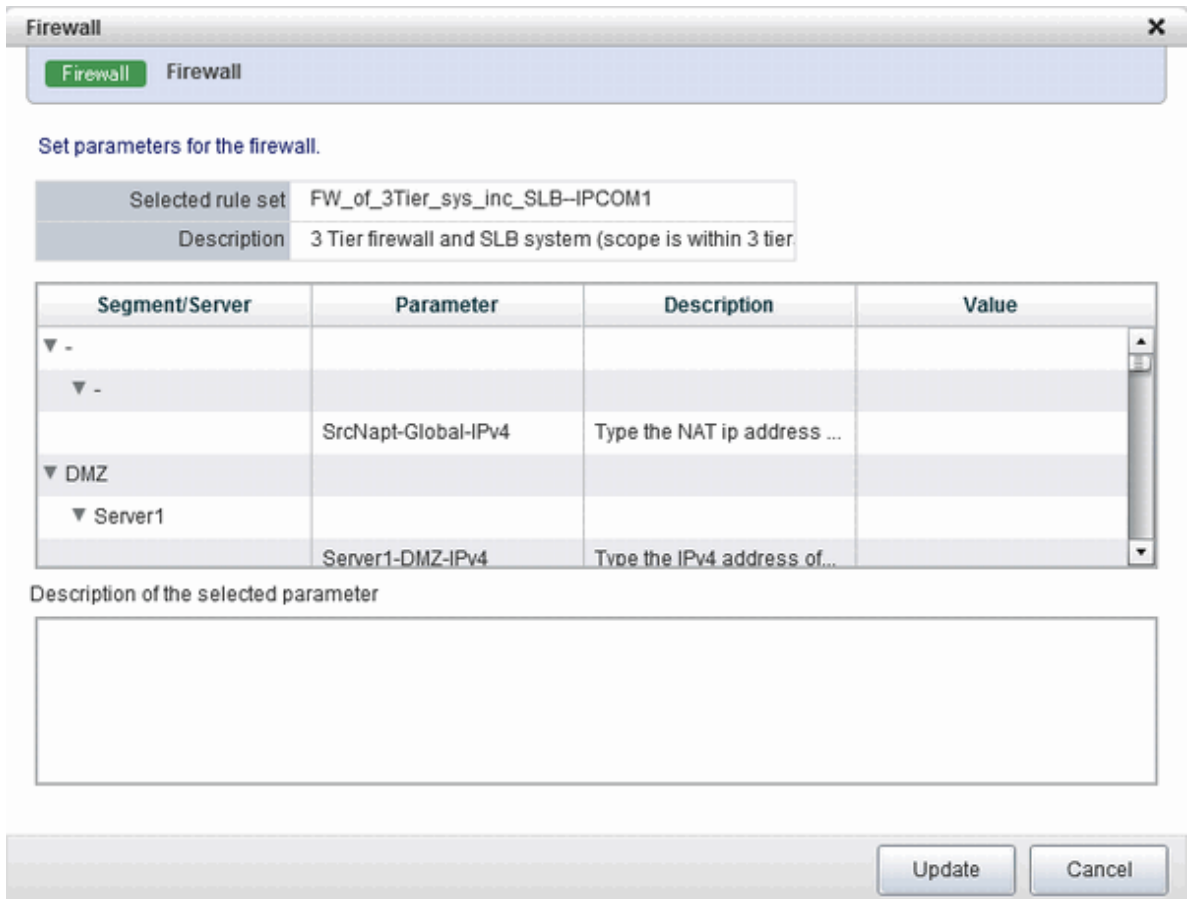 Firewall
Firewall Firewall
Set parameters for the firewall.
Selected rule set FW_of_3Tier_sys_inc_SLB--IPCOM1
Description 3 Tier firewall and SLB system (scope is within 3 tier
Segment/Server Parameter Description Value
-
-
SrcNapt-Global-IPv4 Type the NAT ip address ...
DMZ
Server1
Server1-DMZ-IPv4 Type the IPv4 address of...
Description of the selected parameter
Update Cancel